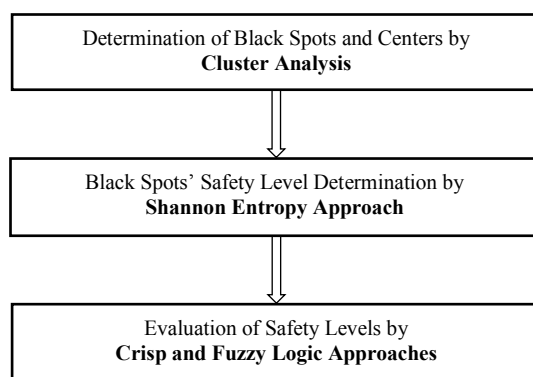 Determination of Black Spots and Centers by
Cluster Analysis
Black Spots’ Safety Level Determination by
Shannon Entropy Approach
Evaluation of Safety Levels by
Crisp and Fuzzy Logic Approaches